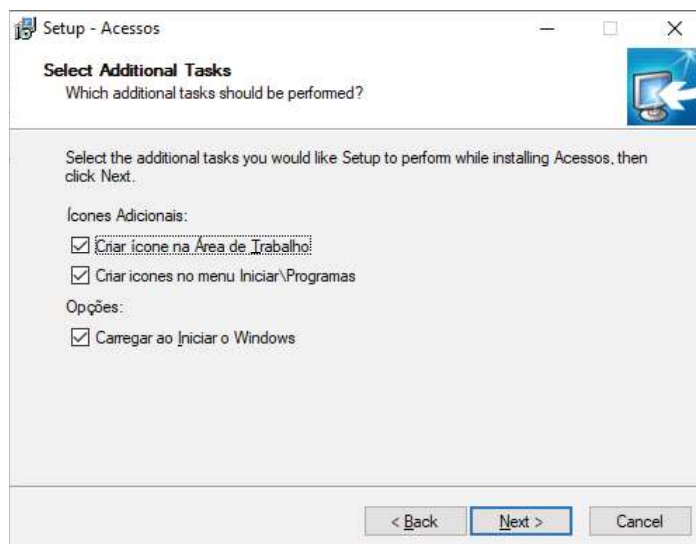 Setup - Acessos
Select Additional Tasks
Which additional tasks should be performed?
Select the additional tasks you would like Setup to perform while installing Acessos, then
click Next.
Ícones Adicionais:
Criar ícone na Área de Trabalho
Criar icones no menu Iniciar\Programas
Opções:
Carregar ao Iniciar o Windows
< Back Next > Cancel